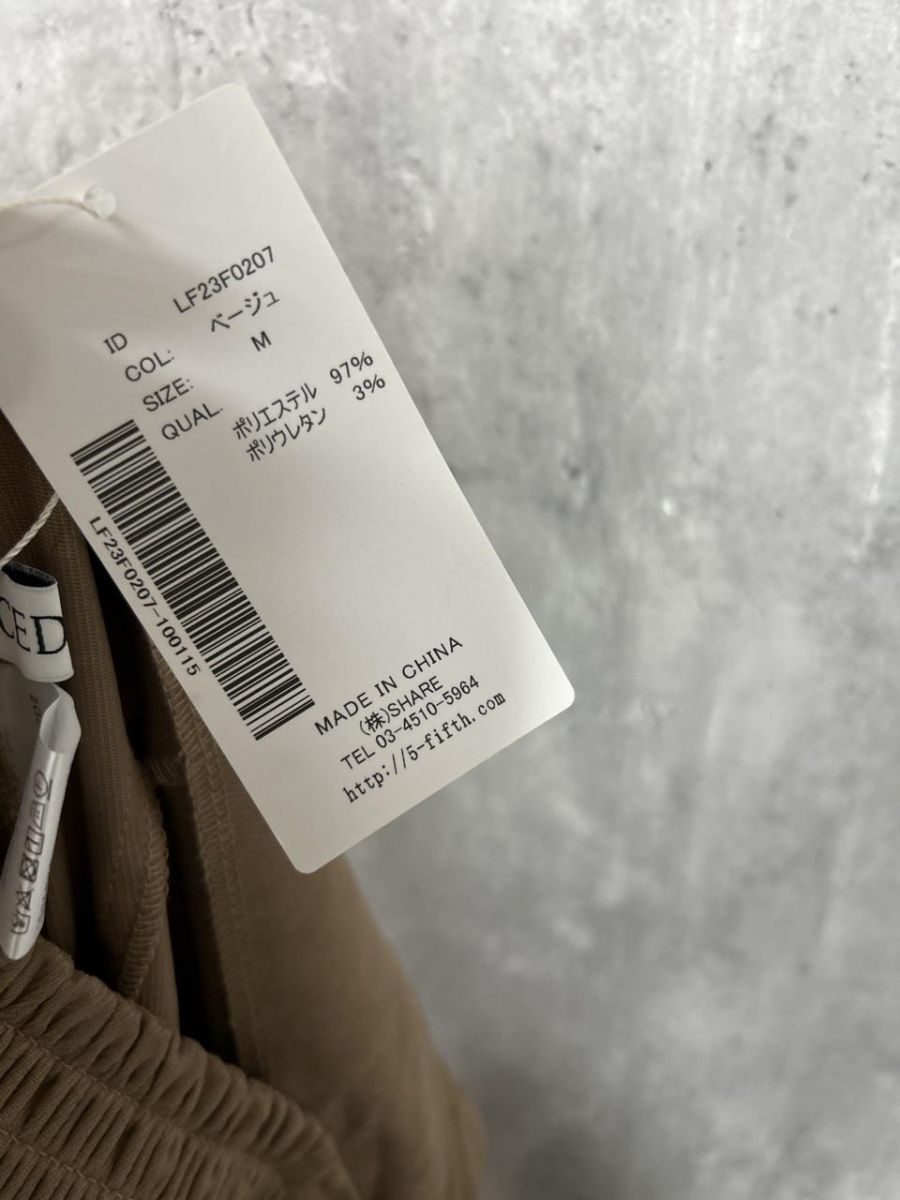 ID LF23F0207
COL: ベージュ
SIZE: M
QUAL. ポリエステル 97%
ポリウレタン 3%
LF23F0207-100115
MADE IN CHINA
(株)SHARE
TEL 03-4510-5964
http://5-fifth.com
CED